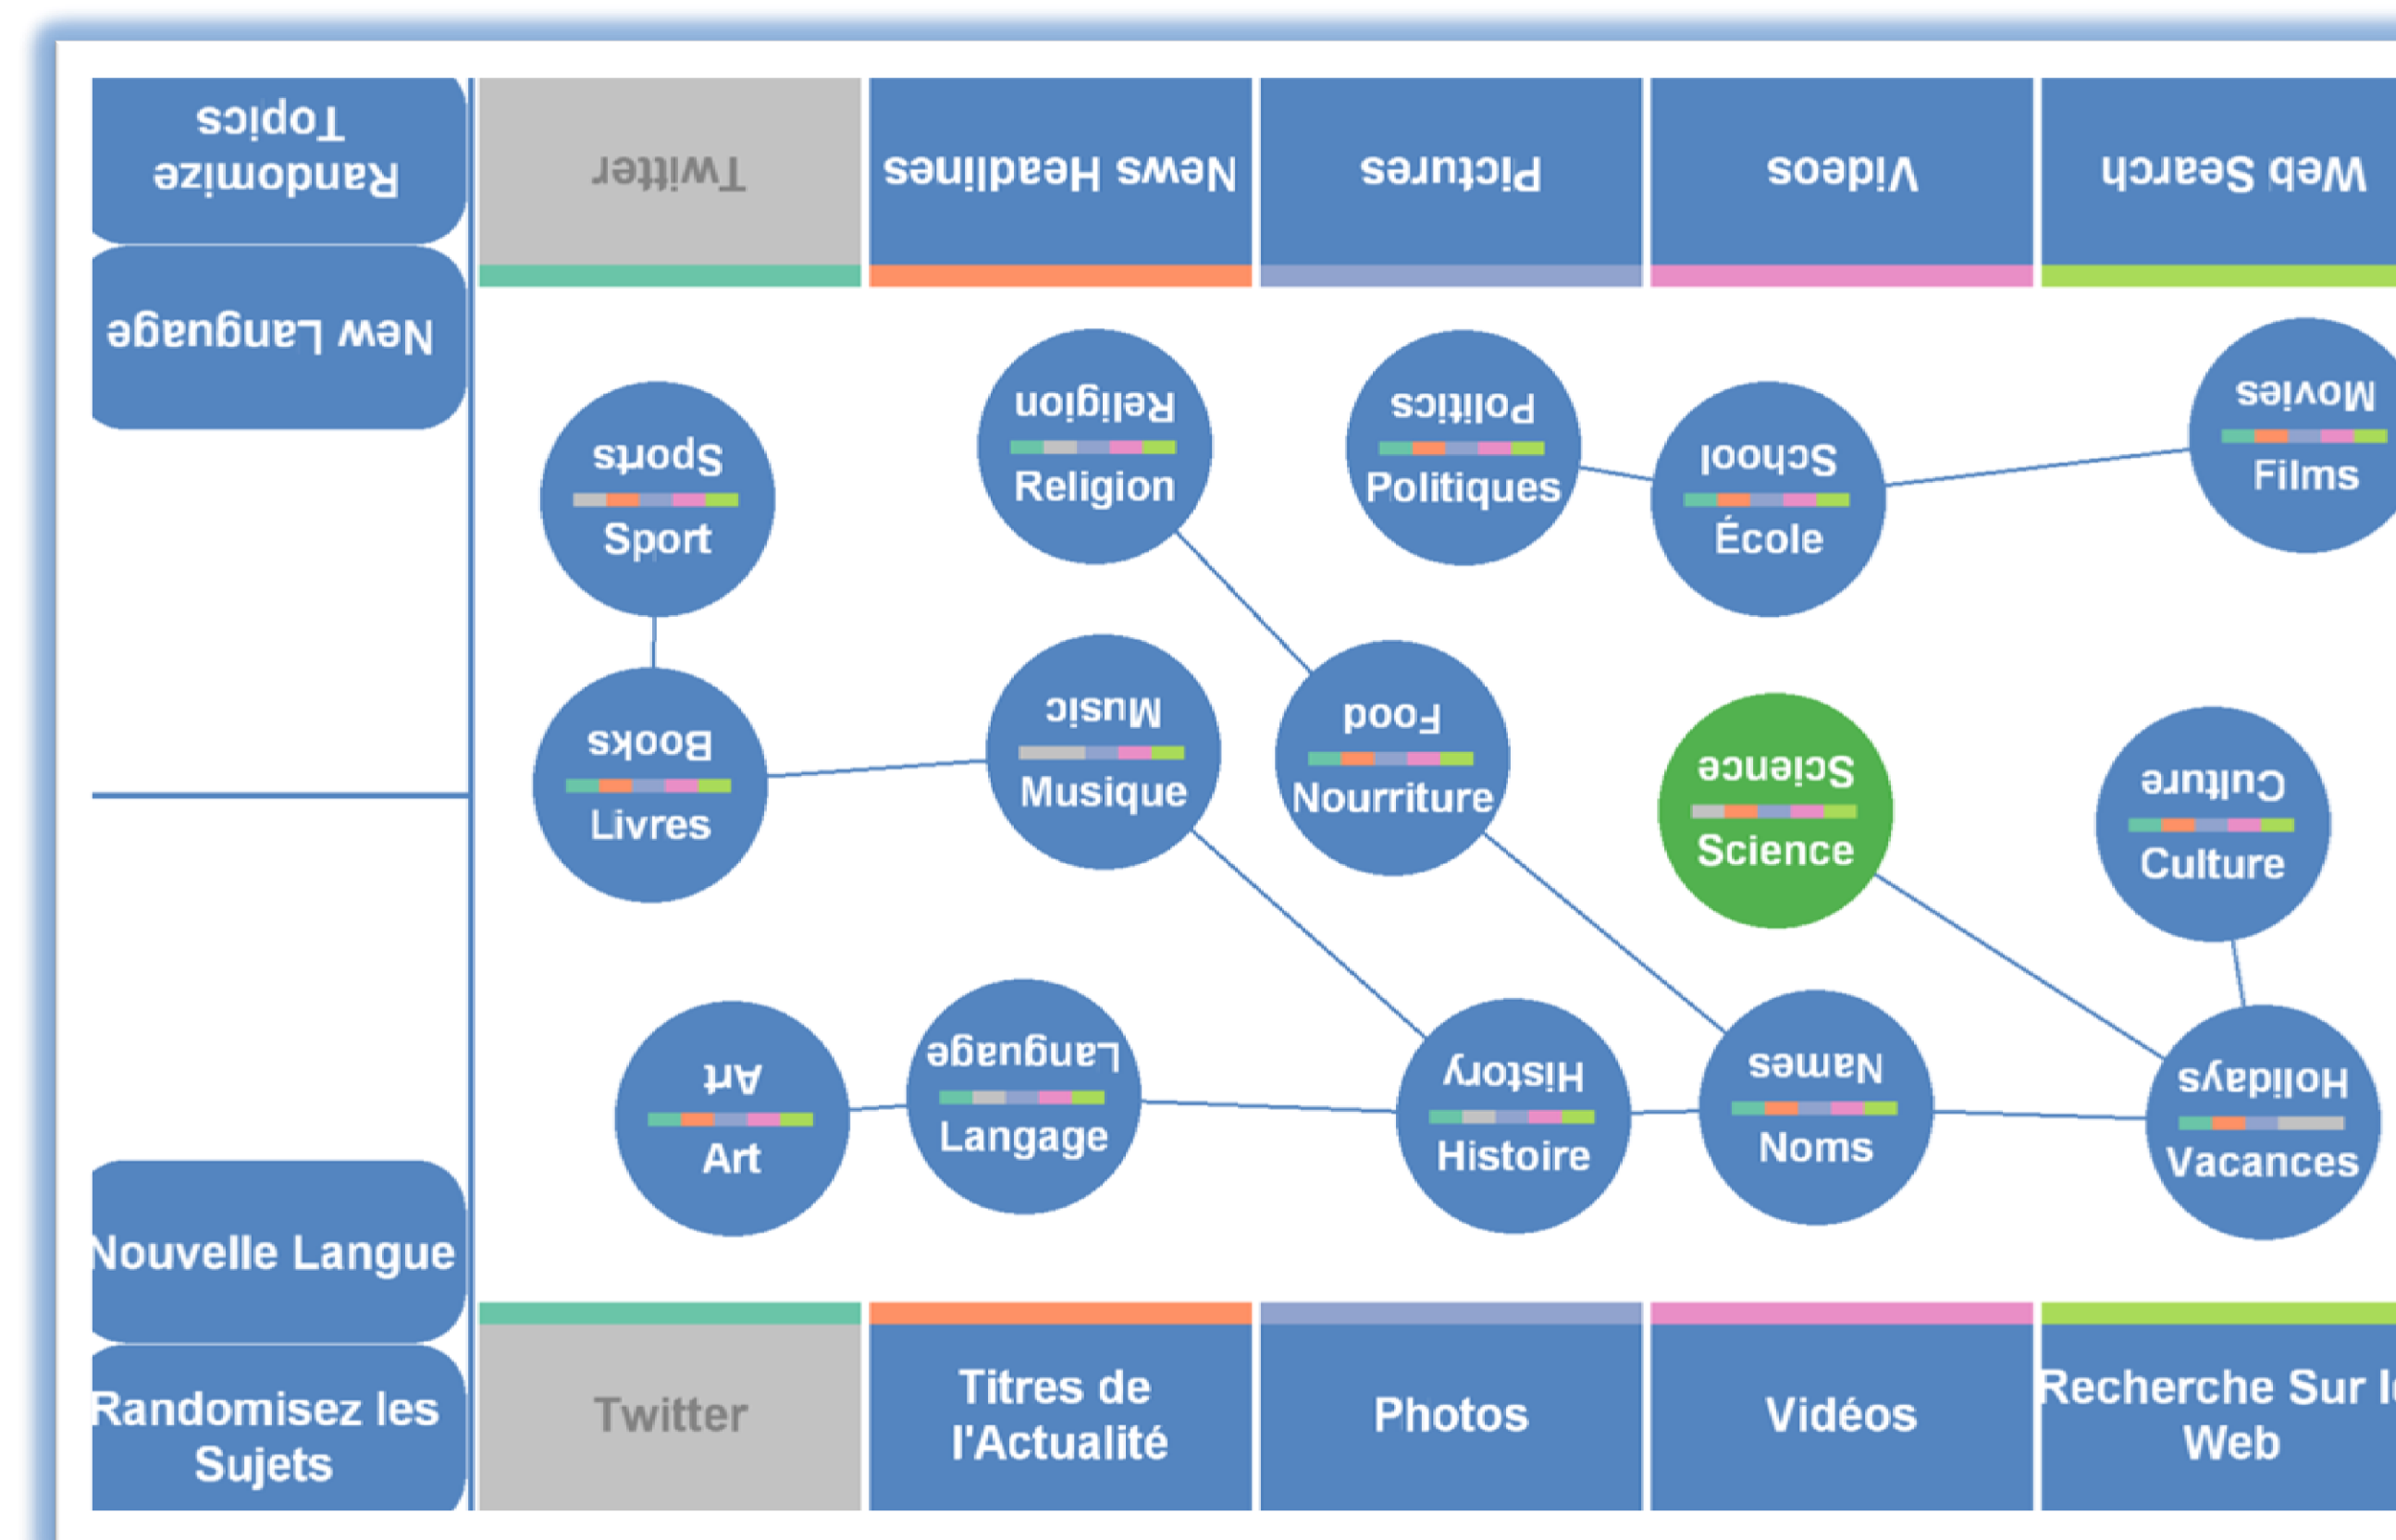 Randomize
Topics
New Language
Twitter
News Headlines
Pictures
Videos
Web Search
Sports
Sport
Religion
Religion
Politics
Politiques
School
École
Movies
Films
Books
Livres
Music
Musique
Food
Nourriture
Science
Science
Culture
Culture
Art
Art
Language
Langage
History
Histoire
Names
Noms
Holidays
Vacances
Nouvelle Langue
Randomisez les
Sujets
Twitter
Titres de
l'Actualité
Photos
Vidéos
Recherche Sur
Web